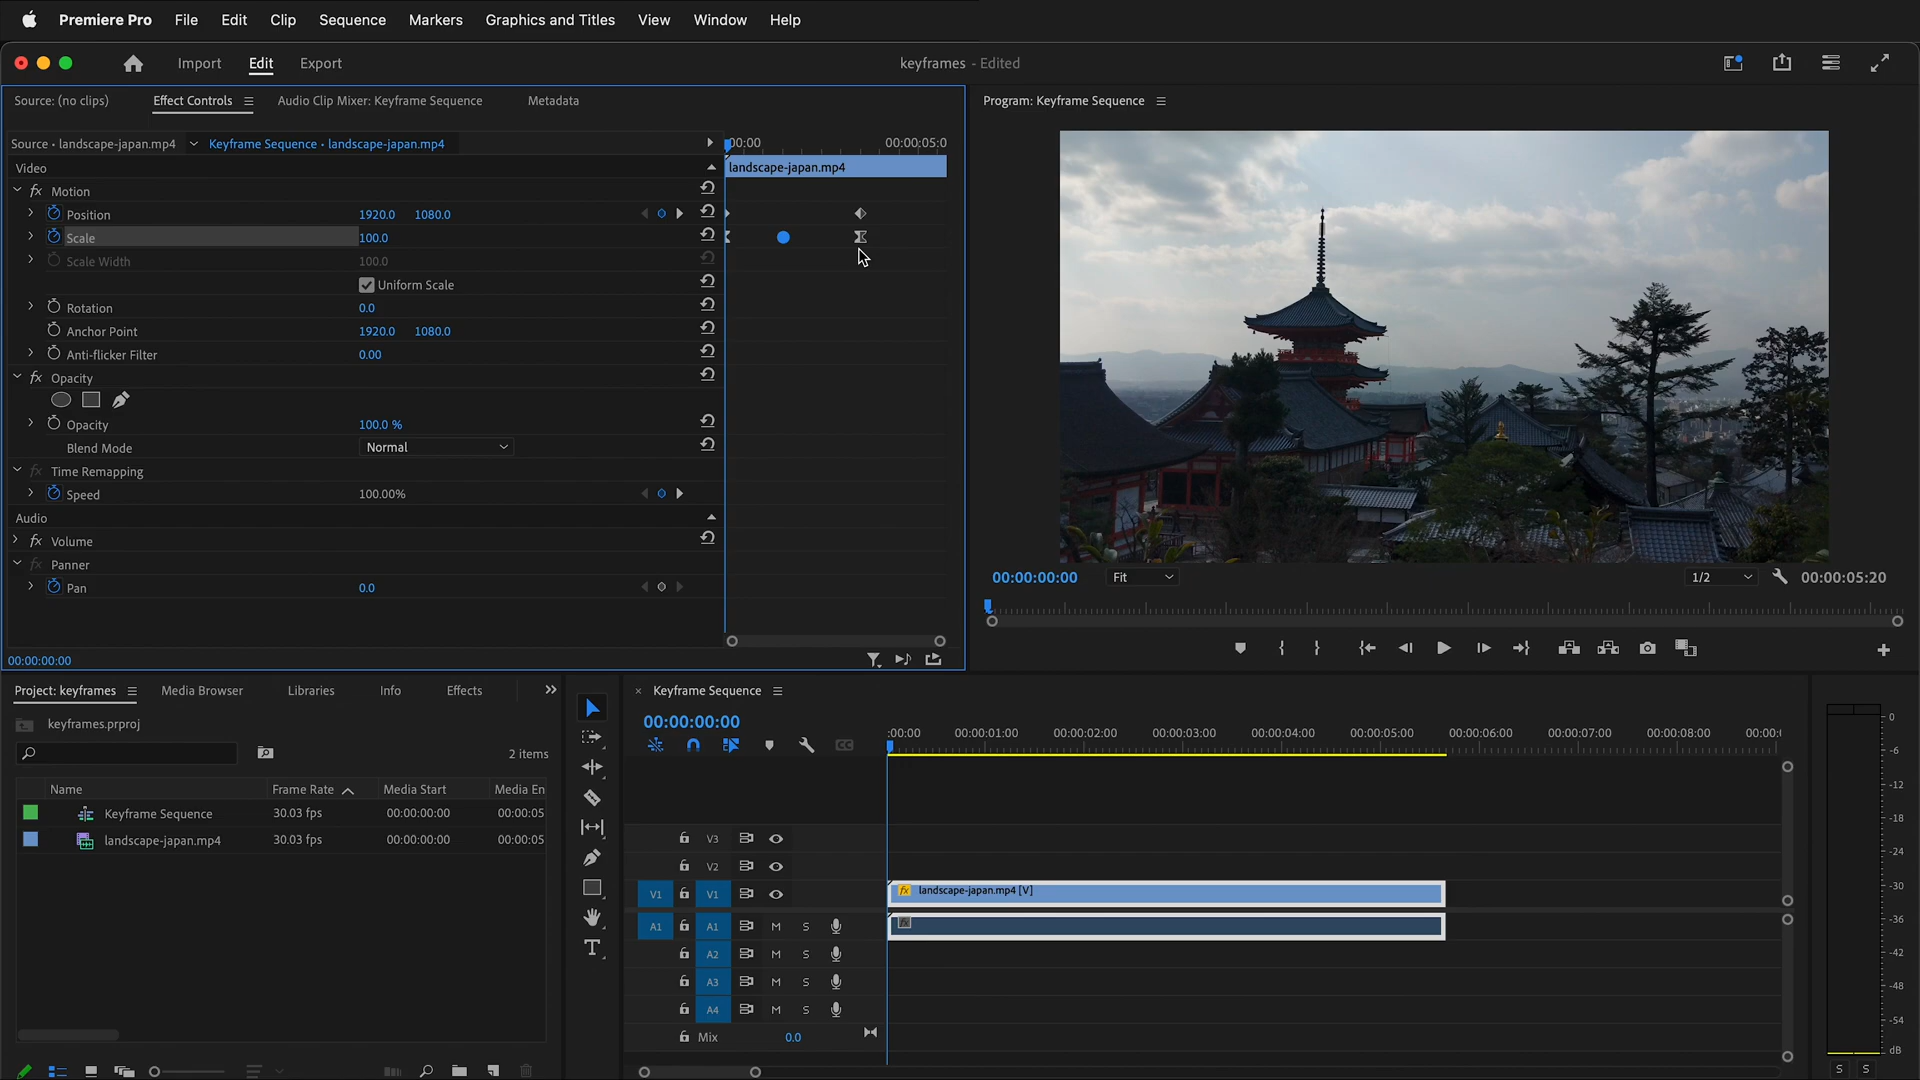 Premiere Pro File Edit Clip Sequence Markers Graphics and Titles View Window Help
Import Edit Export
keyframes - Edited
Source: (no clips) Effect Controls Audio Clip Mixer: Keyframe Sequence Metadata
Source • landscape-japan.mp4 Keyframe Sequence • landscape-japan.mp4
:00:00 00:00:05:0
Video
landscape-japan.mp4
fx Motion
Position 1920.0 1080.0
Scale 100.0
Scale Width 100.0
Uniform Scale
Rotation 0.0
Anchor Point 1920.0 1080.0
Anti-flicker Filter 0.00
fx Opacity
Opacity 100.0 %
Blend Mode Normal
fx Time Remapping
Speed 100.00%
Audio
fx Volume
fx Panner
Pan 0.0
00:00:00:00
Program: Keyframe Sequence
00:00:00:00 Fit 1/2 00:00:05:20
Project: keyframes Media Browser Libraries Info Effects
keyframes.prproj
2 items
Name Frame Rate Media Start Media En
Keyframe Sequence 30.03 fps 00:00:00:00 00:00:05
landscape-japan.mp4 30.03 fps 00:00:00:00 00:00:05
× Keyframe Sequence
00:00:00:00
:00:00 00:00:01:00 00:00:02:00 00:00:03:00 00:00:04:00 00:00:05:00 00:00:06:00 00:00:07:00 00:00:08:00 00:00:
CC
V3
V2
V1 V1 fx landscape-japan.mp4 [V]
A1 A1 M S fx
A2 M S
A3 M S
A4 M S
Mix 0.0
T
0
-6
-12
-18
-24
-30
-36
-42
-48
-54
dB
S S